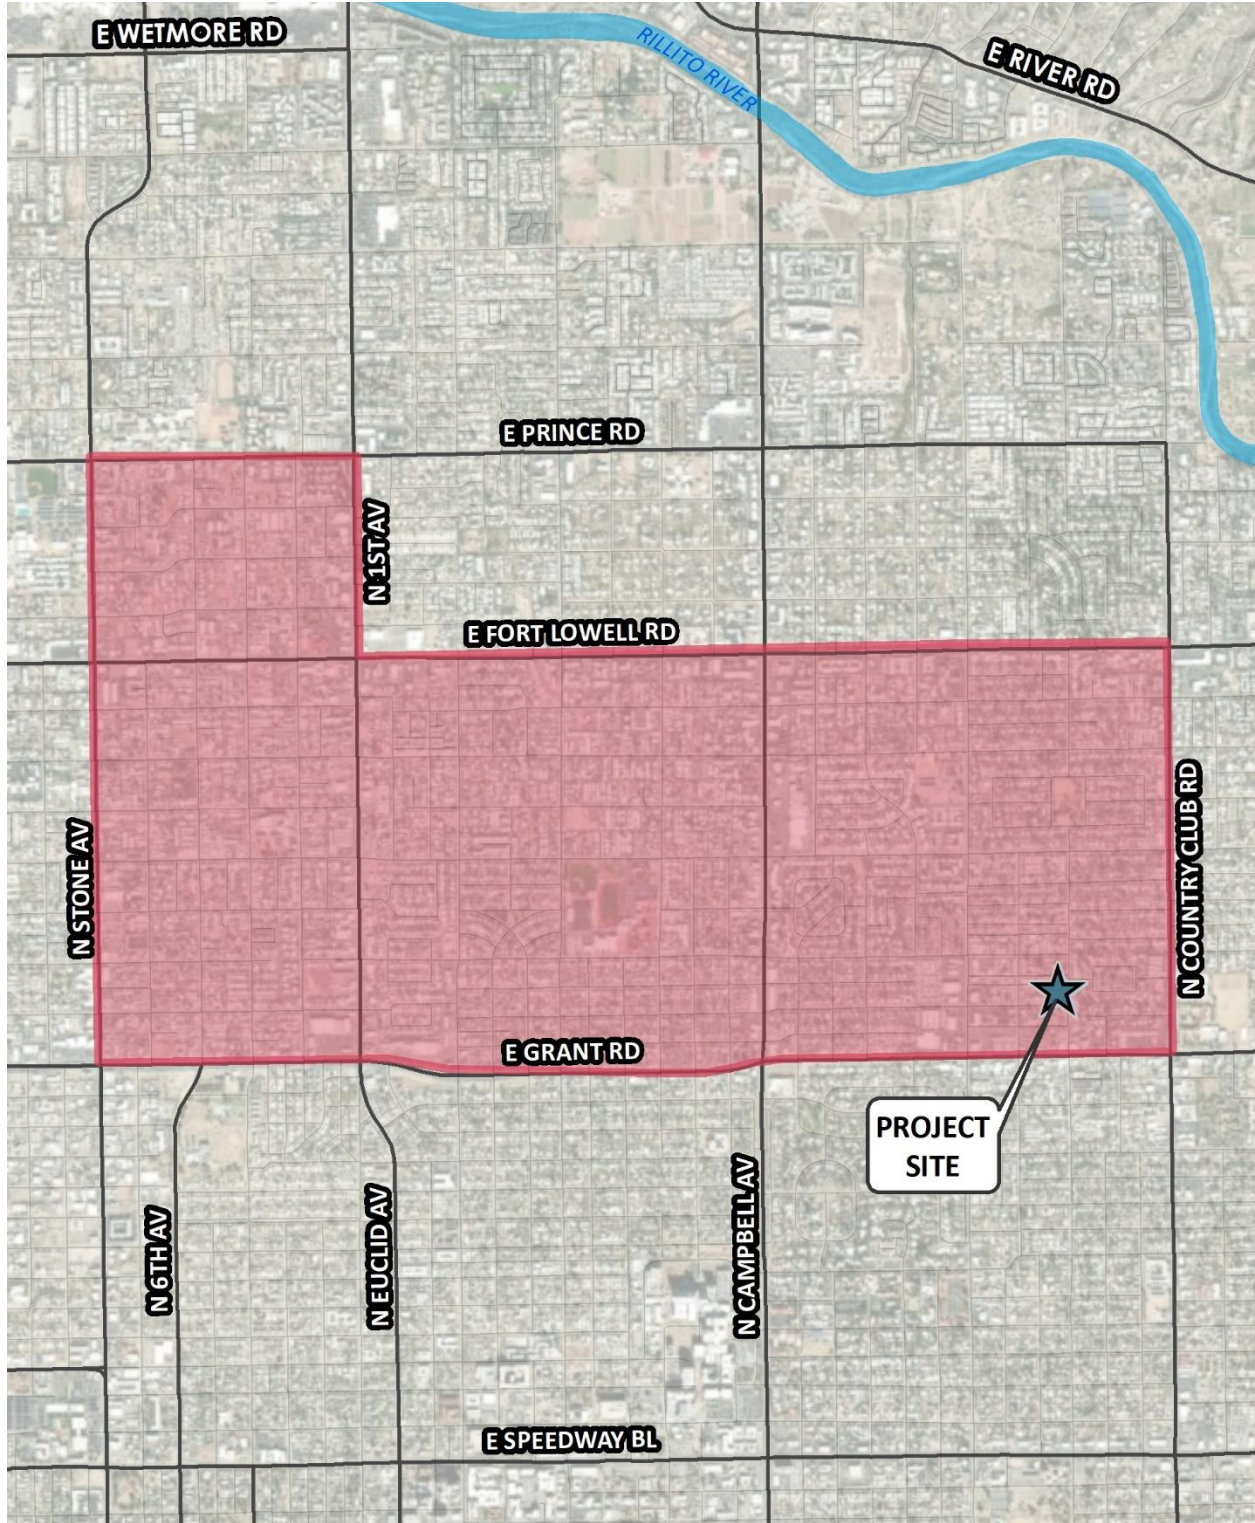 E WETMORE RD
RILLITO RIVER
E RIVER RD
E PRINCE RD
N 1ST AV
E FORT LOWELL RD
N STONE AV
N COUNTRY CLUB RD
E GRANT RD
PROJECT
SITE
N 6TH AV
N EUCLID AV
N CAMPBELL AV
E SPEEDWAY BL